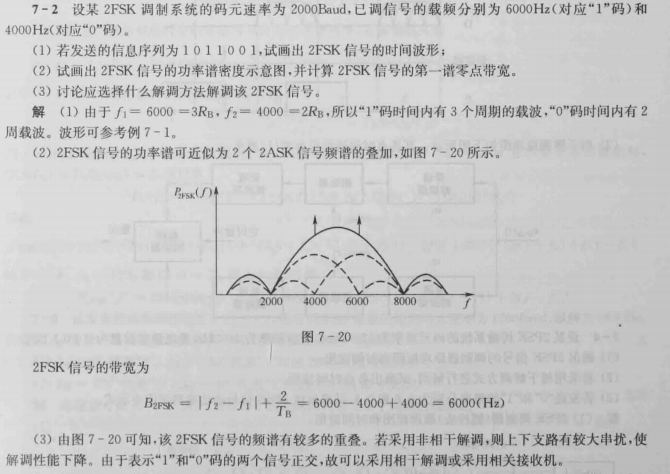 7-2 设某 2FSK 调制系统的码元速率为 2000Baud,已调信号的载频分别为 6000Hz(对应“1”码)和
4000Hz(对应“0”码)。
(1) 若发送的信息序列为 1 0 1 1 0 0 1,试画出 2FSK 信号的时间波形;
(2) 试画出 2FSK 信号的功率谱密度示意图,并计算 2FSK 信号的第一谱零点带宽。
(3) 讨论应选择什么解调方法解调该 2FSK 信号。
解 (1) 由于 f₁= 6000 =3R_B, f₂= 4000 =2R_B,所以“1”码时间内有 3 个周期的载波,“0”码时间内有 2
周载波。波形可参考例 7-1。
(2) 2FSK 信号的功率谱可近似为 2 个 2ASK 信号频谱的叠加,如图 7-20 所示。
P_2FSK(f)
2000 4000 6000 8000 f
图 7-20
2FSK 信号的带宽为
B_2FSK = |f₂-f₁|+2/T_B = 6000-4000+4000=6000(Hz)
(3) 由图 7-20 可知,该 2FSK 信号的频谱有较多的重叠。若采用非相干解调,则上下支路有较大串扰,使
解调性能下降。由于表示“1”和“0”码的两个信号正交,故可以采用相干解调或采用相关接收机。